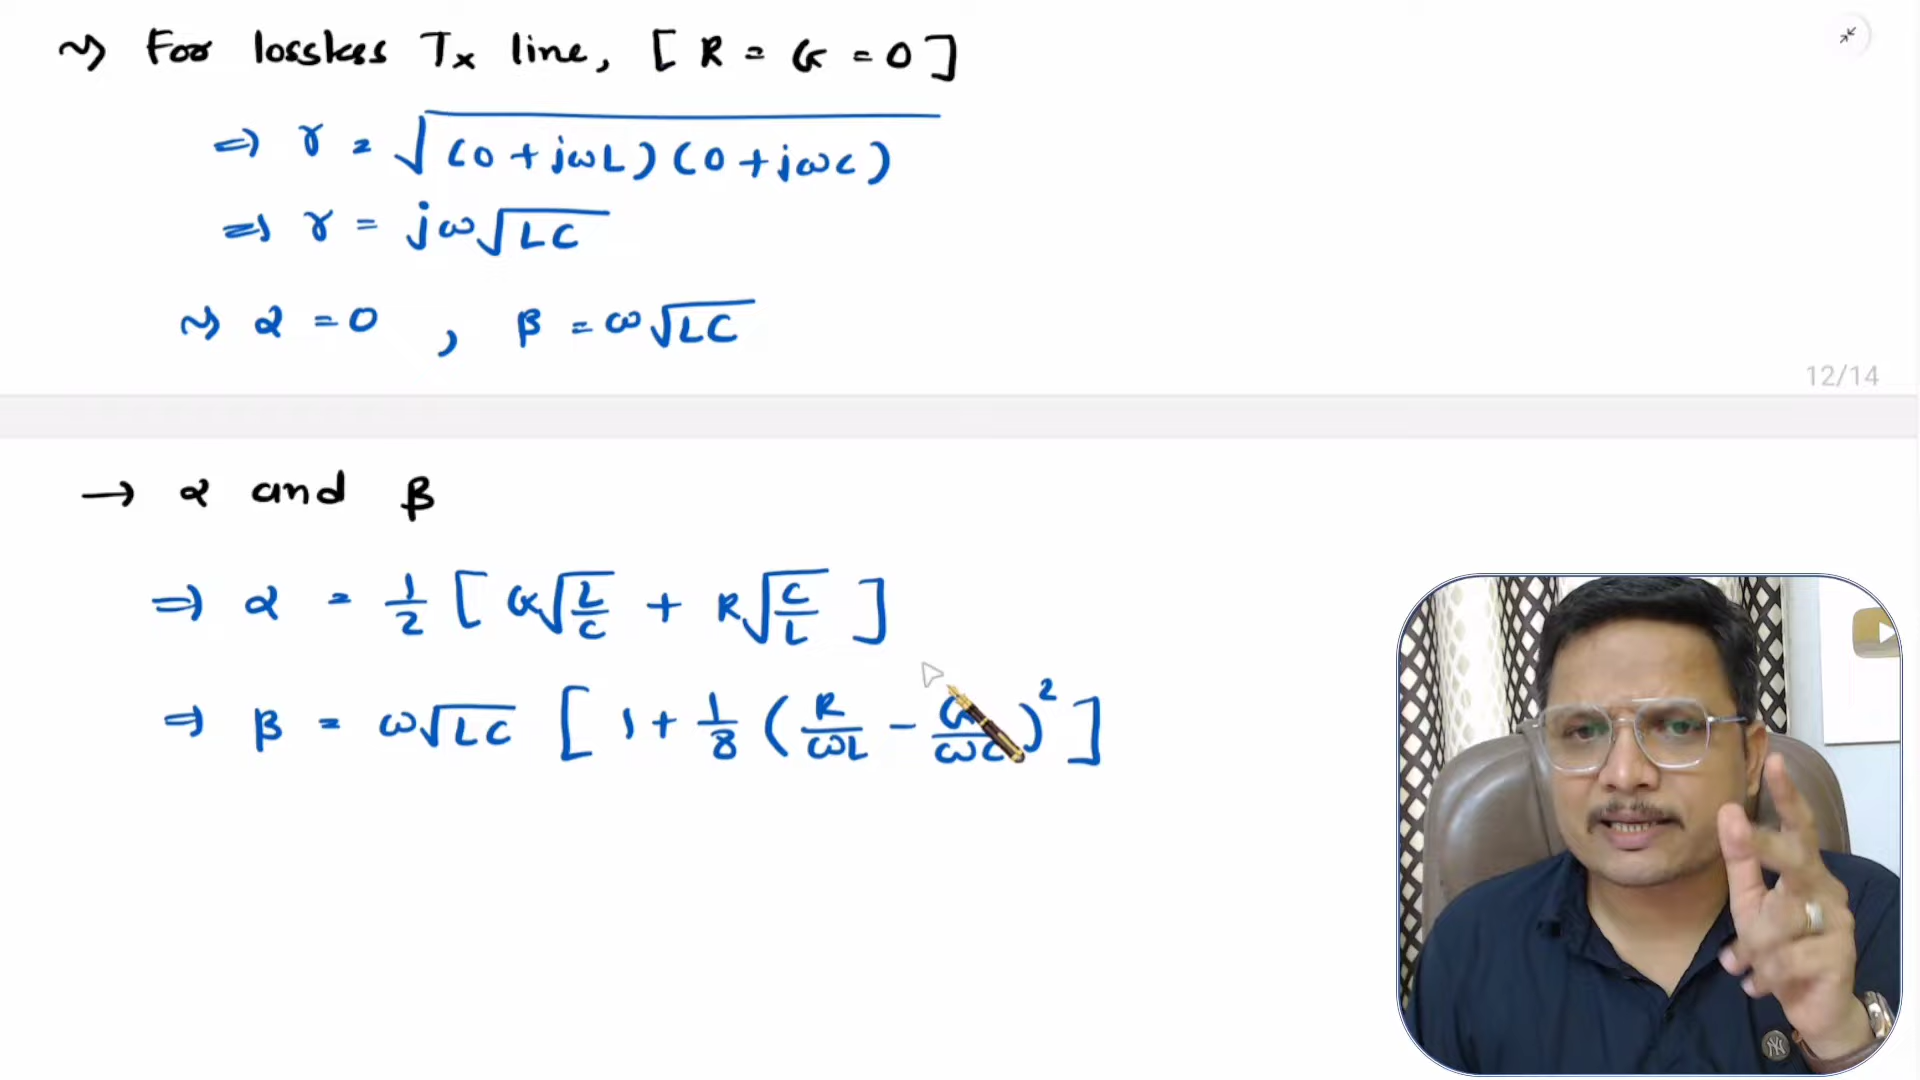 ~> For lossless Tx line, [ R = G = 0 ]
=> γ = √(0 + jωL) (0 + jωC)
=> γ = jω√LC
~> α = 0 , β = ω√LC
12/14
→ α and β
=> α = 1/2 [ G√L/C + R√C/L ]
=> β = ω√LC [ 1 + 1/8 ( R/ωL - G/ωC )² ]
NY